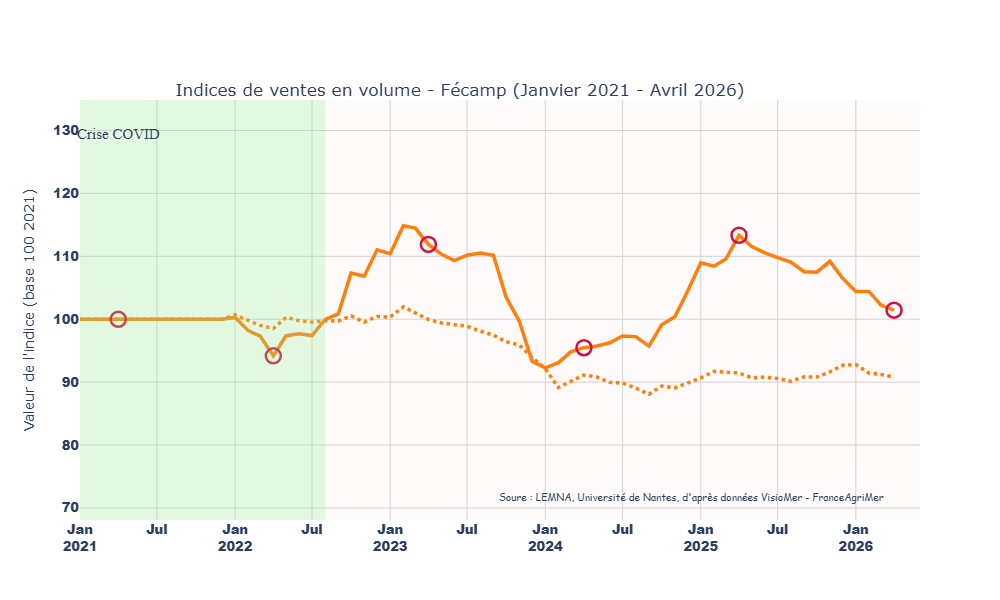 Indices de ventes en volume - Fécamp (Janvier 2021 - Avril 2026)
Valeur de l'indice (base 100 2021)
130
Crise COVID
120
110
100
90
80
70
Soure : LEMNA, Université de Nantes, d'après données VisioMer - FranceAgriMer
Jan Jul Jan Jul Jan Jul Jan Jul Jan Jul Jan
2021 2022 2023 2024 2025 2026